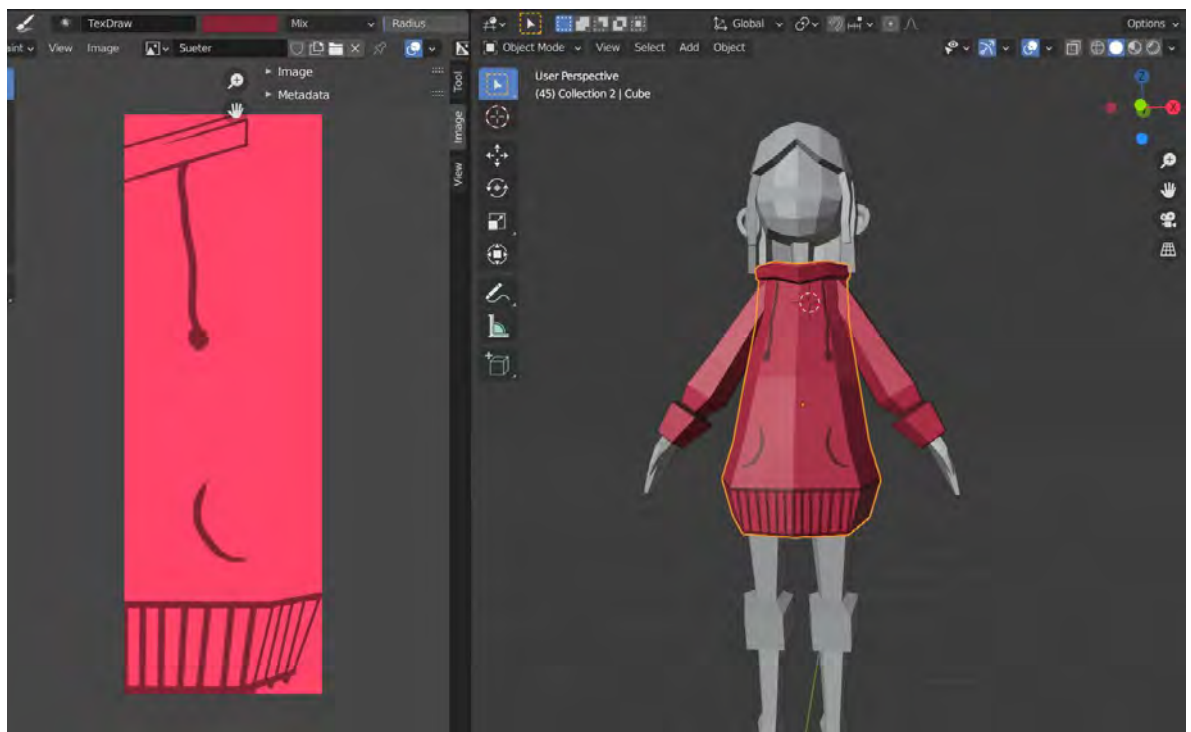 TexDraw Mix Radius
aint View Image Sueter
Image
Metadata
Tool
Image
View
Global Options
Object Mode View Select Add Object
User Perspective
(45) Collection 2 | Cube
Z
X